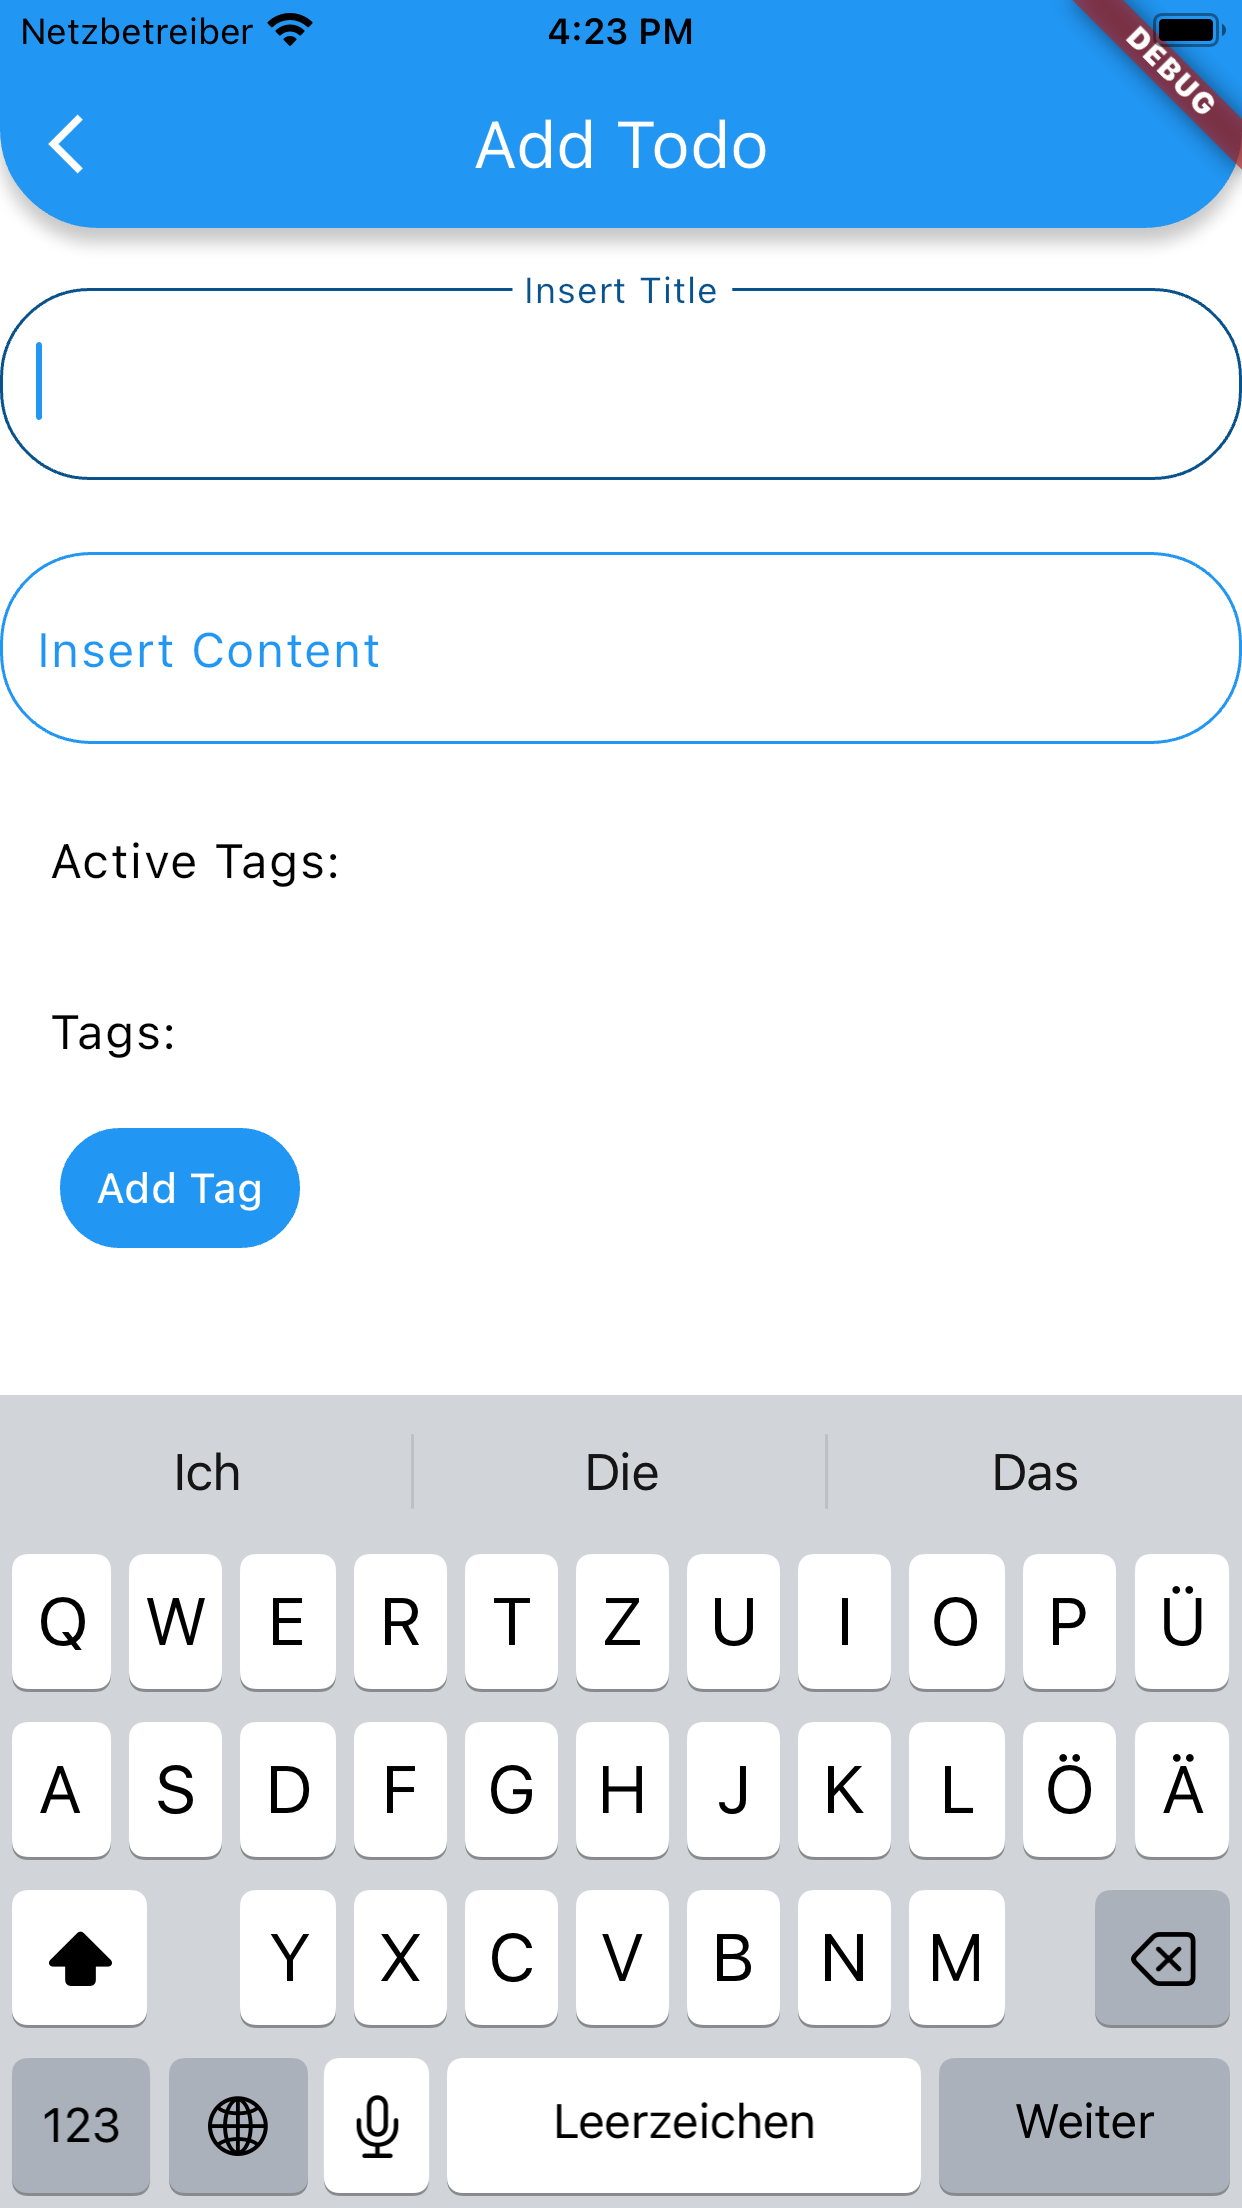 Netzbetreiber 4:23 PM
DEBUG
Add Todo
Insert Title
Insert Content
Active Tags:
Tags:
Add Tag
Ich Die Das
Q W E R T Z U I O P Ü
A S D F G H J K L Ö Ä
Y X C V B N M
123 Leerzeichen Weiter